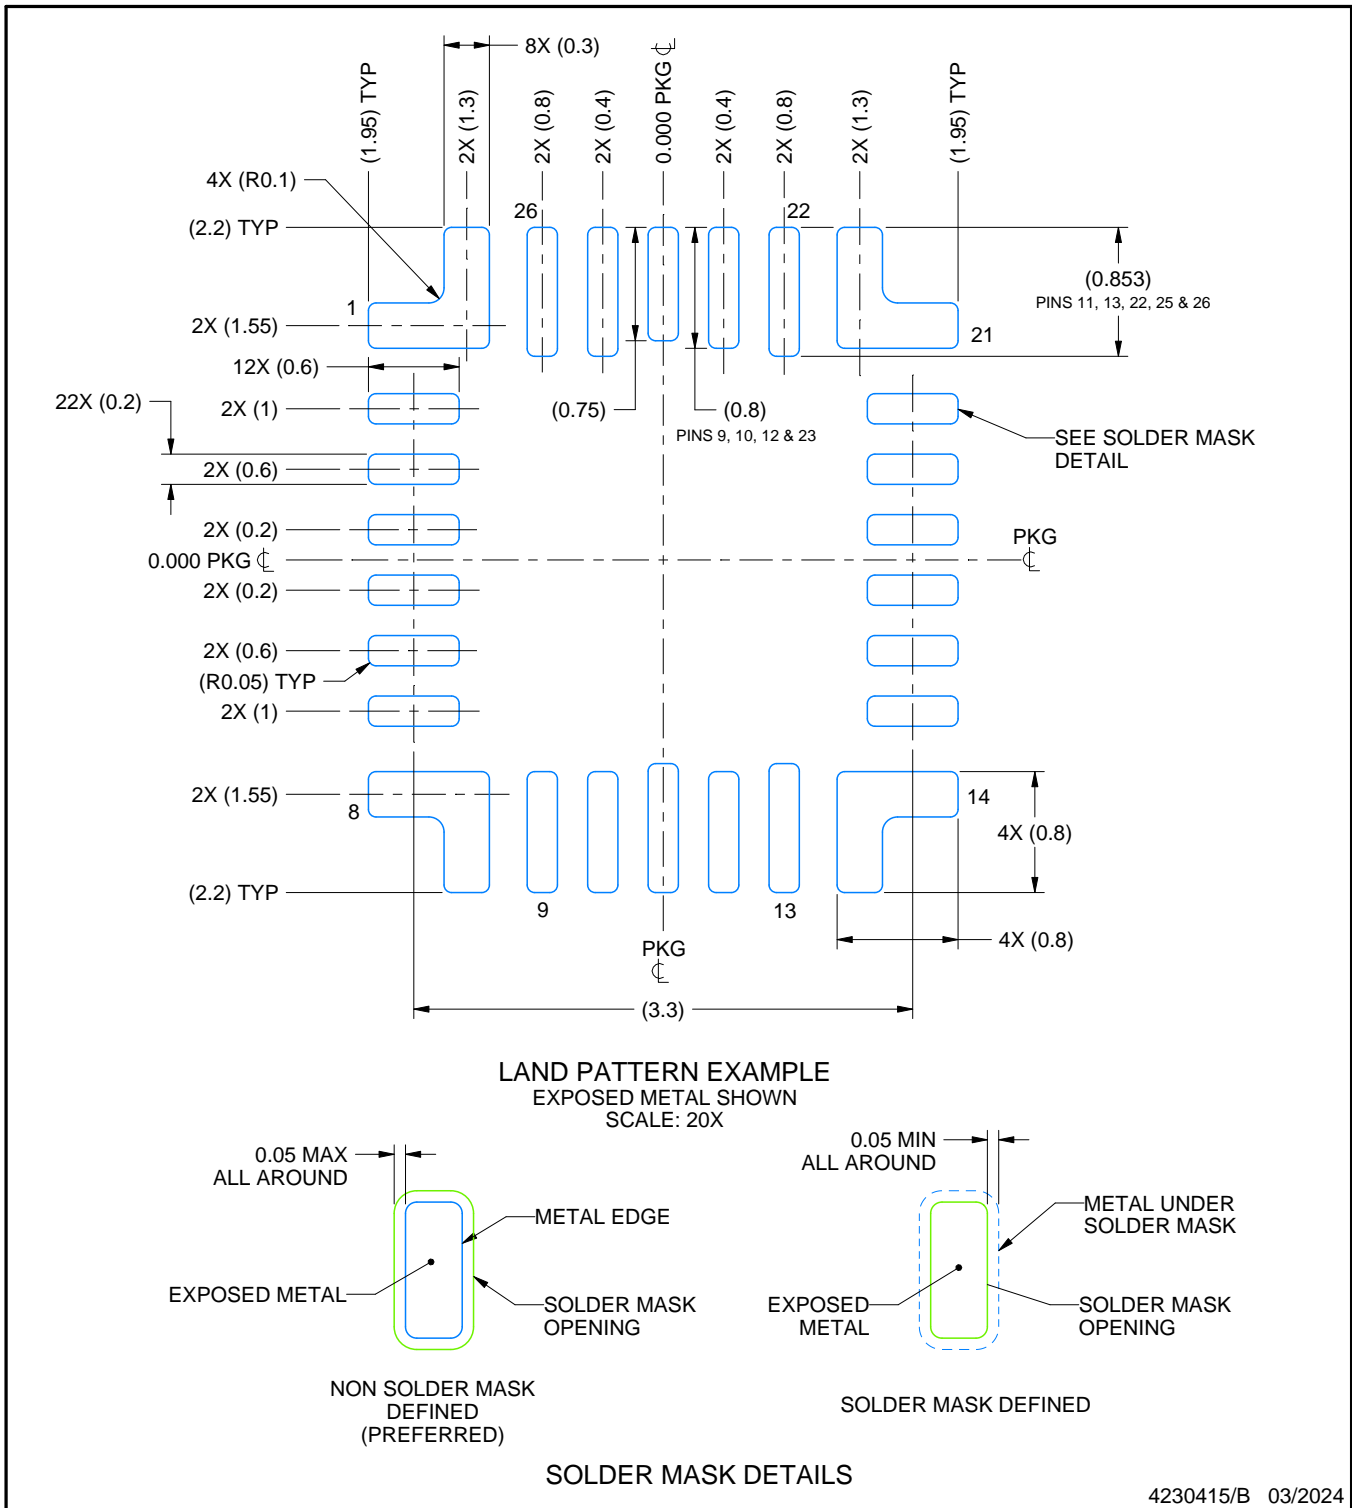 8X (0.3)
(1.95) TYP
2X (1.3)
2X (0.8)
2X (0.4)
0.000 PKG ℄
2X (0.4)
2X (0.8)
2X (1.3)
(1.95) TYP
4X (R0.1)
(2.2) TYP
26
22
1
21
2X (1.55)
(0.853)
PINS 11, 13, 22, 25 & 26
12X (0.6)
22X (0.2)
2X (1)
(0.75)
(0.8)
PINS 9, 10, 12 & 23
SEE SOLDER MASK
DETAIL
2X (0.6)
2X (0.2)
0.000 PKG ℄
PKG
℄
2X (0.2)
2X (0.6)
(R0.05) TYP
2X (1)
2X (1.55)
8
14
4X (0.8)
(2.2) TYP
9
13
4X (0.8)
PKG
℄
(3.3)
LAND PATTERN EXAMPLE
EXPOSED METAL SHOWN
SCALE: 20X
0.05 MAX
ALL AROUND
METAL EDGE
EXPOSED METAL
SOLDER MASK
OPENING
NON SOLDER MASK
DEFINED
(PREFERRED)
0.05 MIN
ALL AROUND
METAL UNDER
SOLDER MASK
EXPOSED
METAL
SOLDER MASK
OPENING
SOLDER MASK DEFINED
SOLDER MASK DETAILS
4230415/B 03/2024